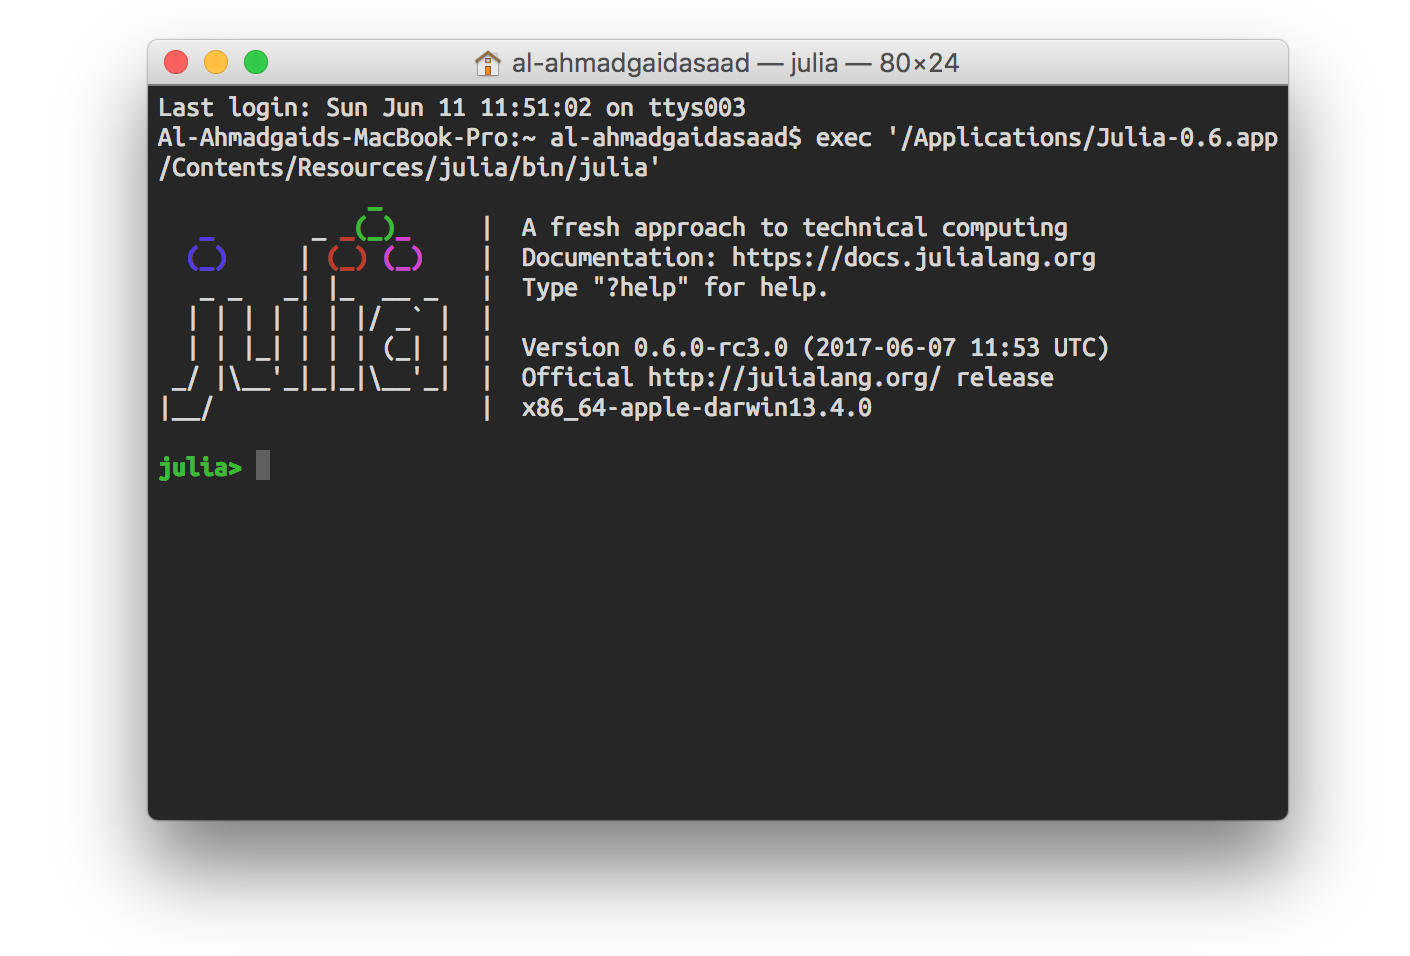 al-ahmadgaidasaad — julia — 80×24
Last login: Sun Jun 11 11:51:02 on ttys003
Al-Ahmadgaids-MacBook-Pro:~ al-ahmadgaidasaad$ exec '/Applications/Julia-0.6.app
/Contents/Resources/julia/bin/julia'
               _
   _       _ _(_)_     |  A fresh approach to technical computing
  (_)     | (_) (_)    |  Documentation: https://docs.julialang.org
   _ _   _| |_  __ _   |  Type "?help" for help.
  | | | | | | |/ _` |  |
  | | |_| | | | (_| |  |  Version 0.6.0-rc3.0 (2017-06-07 11:53 UTC)
 _/ |\__'_|_|_|\__'_|  |  Official http://julialang.org/ release
|__/                   |  x86_64-apple-darwin13.4.0
julia>